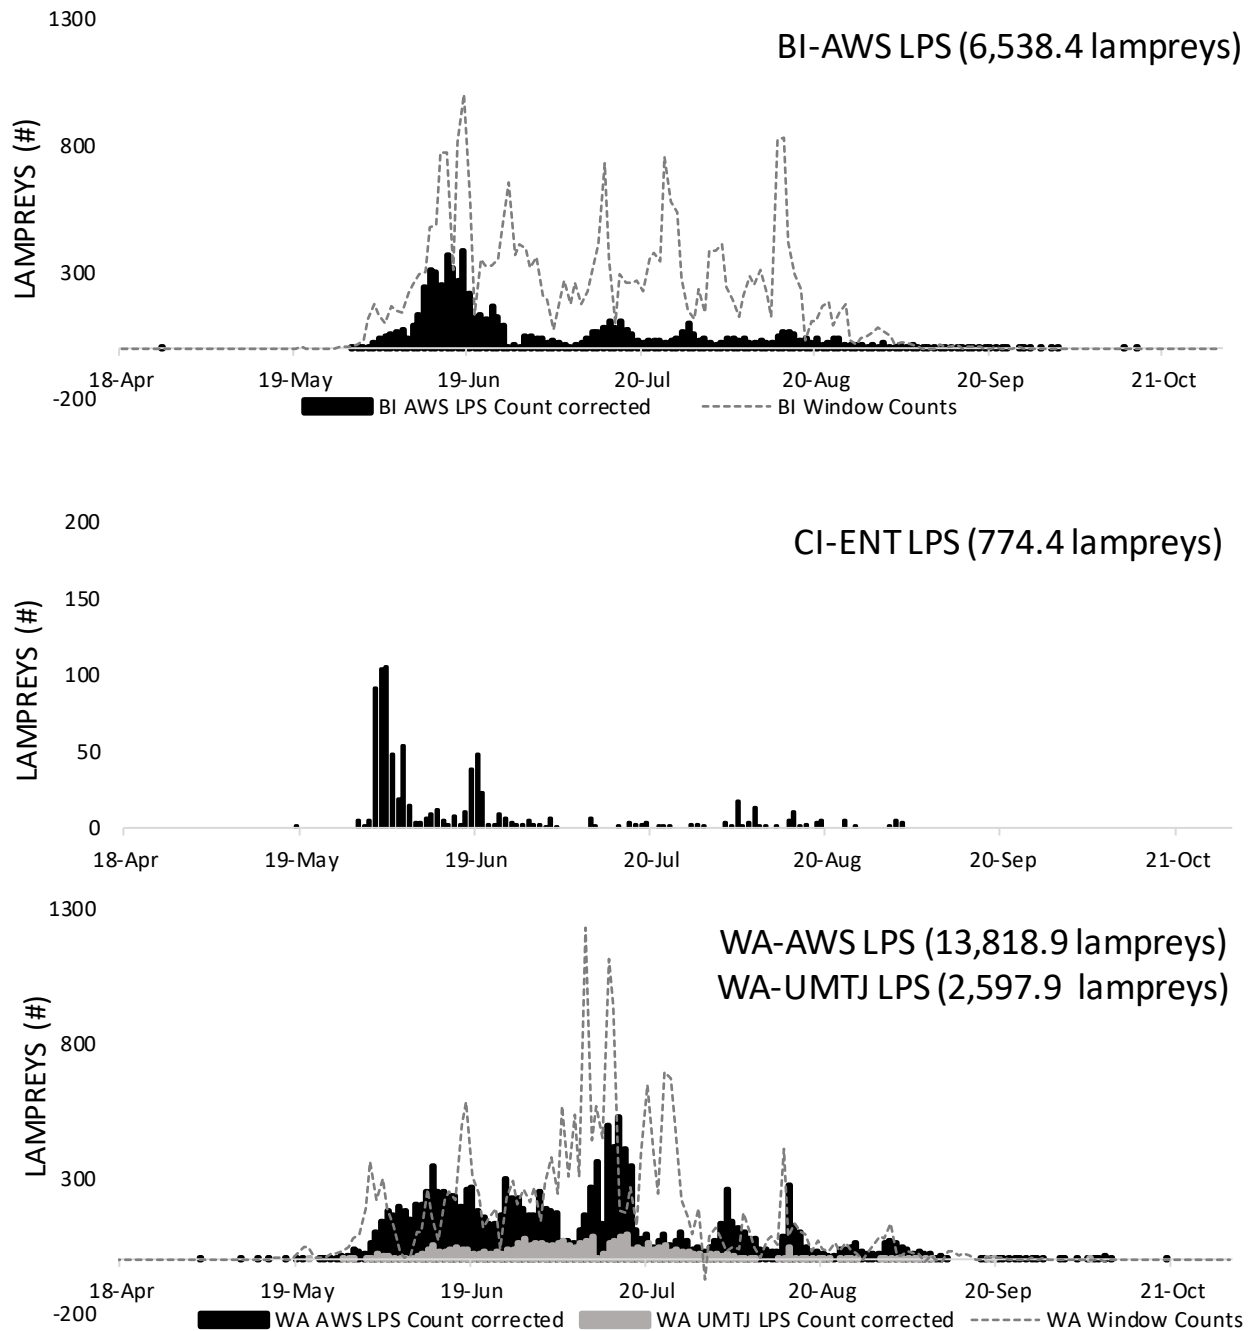 1300
BI-AWS LPS (6,538.4 lampreys)
800
LAMPREYS (#)
300
18-Apr 19-May 19-Jun 20-Jul 20-Aug 20-Sep 21-Oct
-200
BI AWS LPS Count corrected BI Window Counts
200
CI-ENT LPS (774.4 lampreys)
150
LAMPREYS (#)
100
50
0
18-Apr 19-May 19-Jun 20-Jul 20-Aug 20-Sep 21-Oct
1300
WA-AWS LPS (13,818.9 lampreys)
WA-UMTJ LPS (2,597.9 lampreys)
800
LAMPREYS (#)
300
18-Apr 19-May 19-Jun 20-Jul 20-Aug 20-Sep 21-Oct
-200
WA AWS LPS Count corrected WA UMTJ LPS Count corrected WA Window Counts